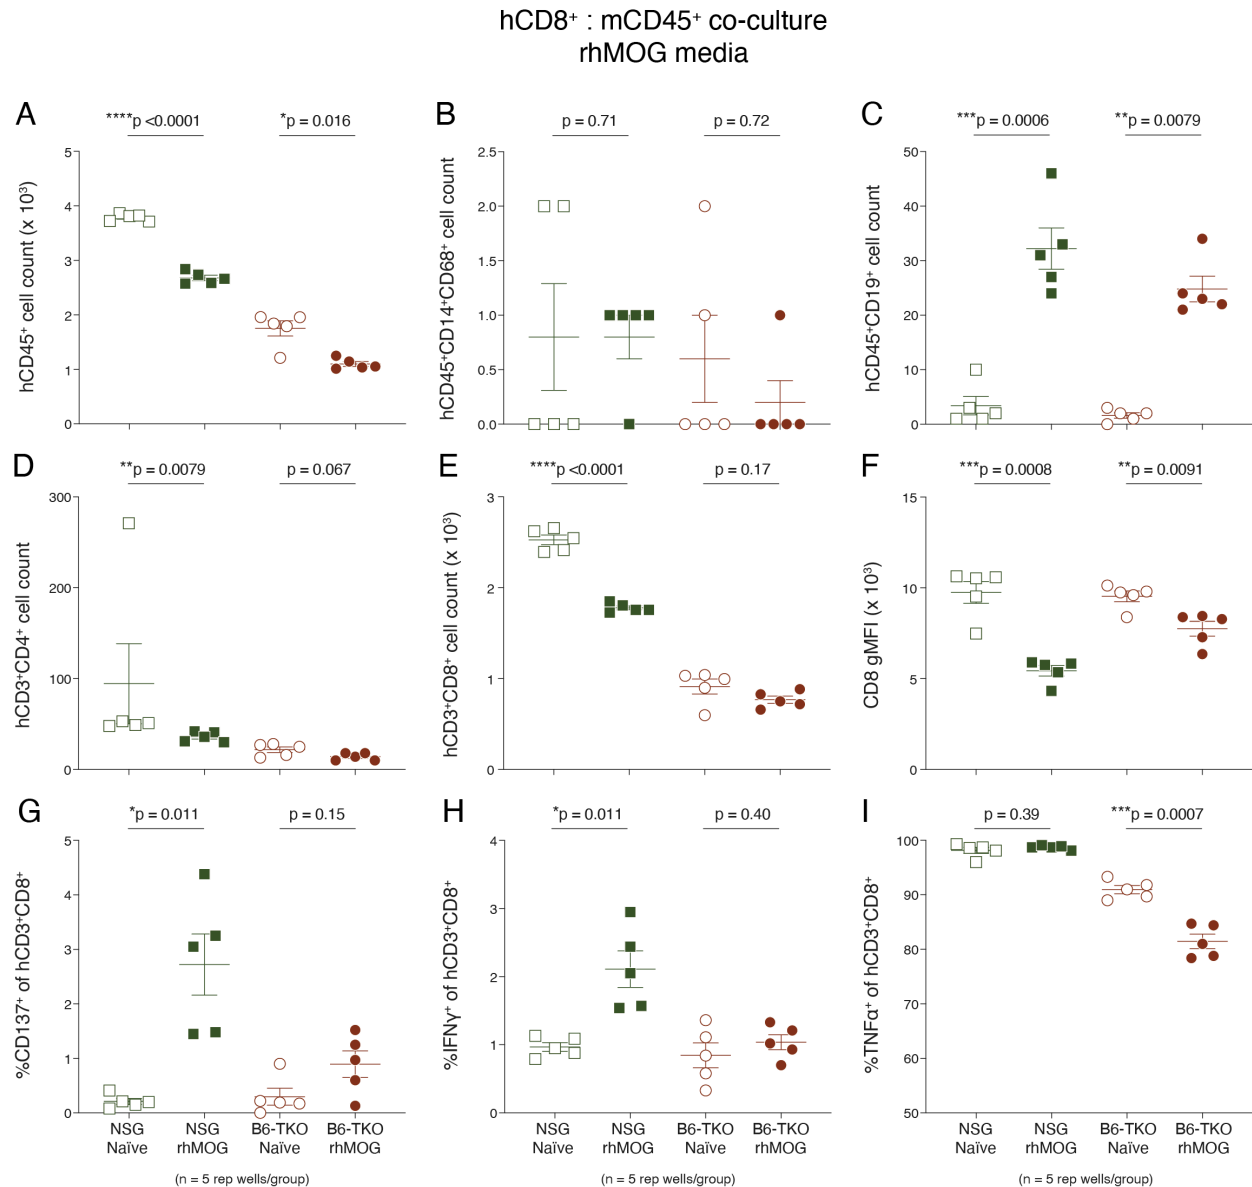 hCD8⁺ : mCD45⁺ co-culture
rhMOG media
A
****p <0.0001
*p = 0.016
hCD45⁺ cell count (x 10³)
5
4
3
2
1
0
B
p = 0.71
p = 0.72
hCD45⁺CD14⁺CD68⁺ cell count
2.5
2.0
1.5
1.0
0.5
0.0
C
***p = 0.0006
**p = 0.0079
hCD45⁺CD19⁺ cell count
50
40
30
20
10
0
D
**p = 0.0079
p = 0.067
hCD3⁺CD4⁺ cell count
300
200
100
0
E
****p <0.0001
p = 0.17
hCD3⁺CD8⁺ cell count (x 10³)
3
2
1
0
F
***p = 0.0008
**p = 0.0091
CD8 gMFI (x 10³)
15
10
5
0
G
*p = 0.011
p = 0.15
%CD137⁺ of hCD3⁺CD8⁺
5
4
3
2
1
0
NSG Naïve
NSG rhMOG
B6-TKO Naïve
B6-TKO rhMOG
(n = 5 rep wells/group)
H
*p = 0.011
p = 0.40
%IFNγ⁺ of hCD3⁺CD8⁺
4
3
2
1
0
NSG Naïve
NSG rhMOG
B6-TKO Naïve
B6-TKO rhMOG
(n = 5 rep wells/group)
I
p = 0.39
***p = 0.0007
%TNFα⁺ of hCD3⁺CD8⁺
100
90
80
70
60
50
NSG Naïve
NSG rhMOG
B6-TKO Naïve
B6-TKO rhMOG
(n = 5 rep wells/group)